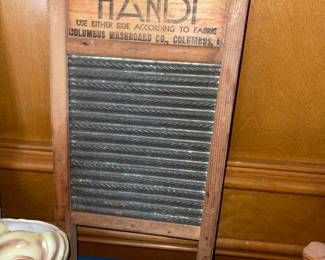 HANDI
USE EITHER SIDE ACCORDING TO FABRIC
COLUMBUS WASHBOARD CO., COLUMBUS,